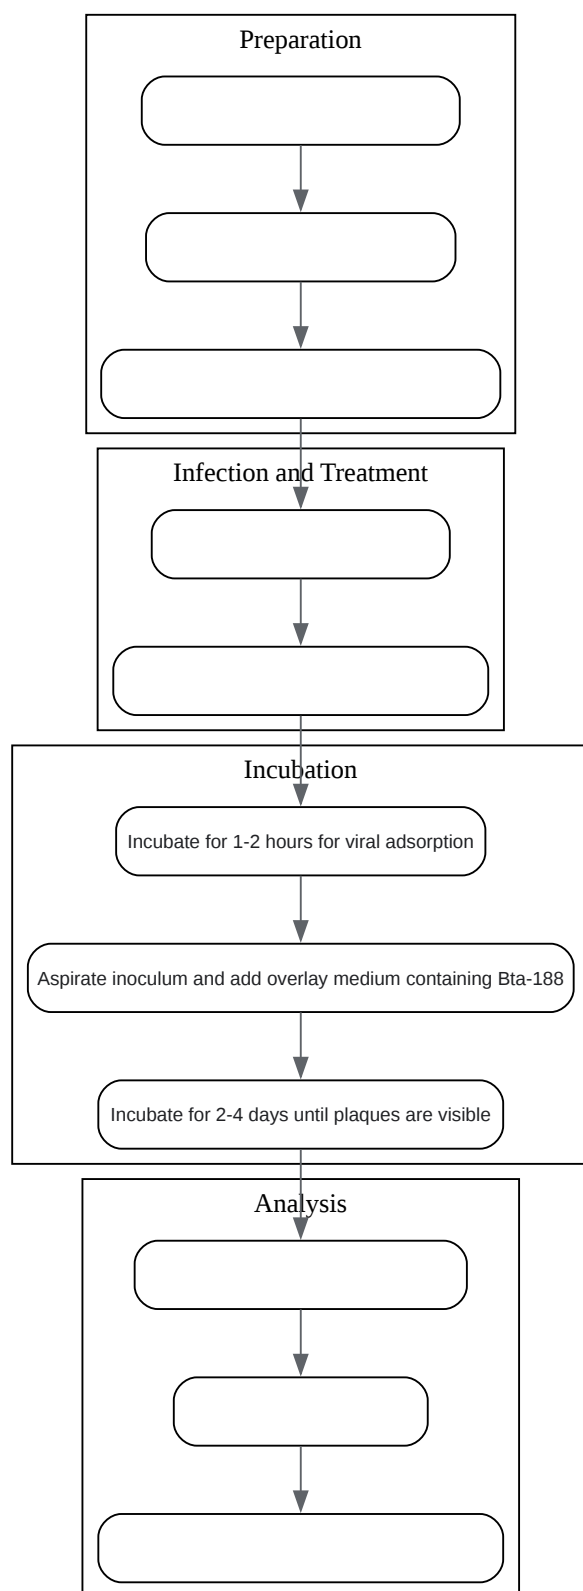 Preparation
Infection and Treatment
Incubation
Incubate for 1-2 hours for viral adsorption
Aspirate inoculum and add overlay medium containing Bta-188
Incubate for 2-4 days until plaques are visible
Analysis